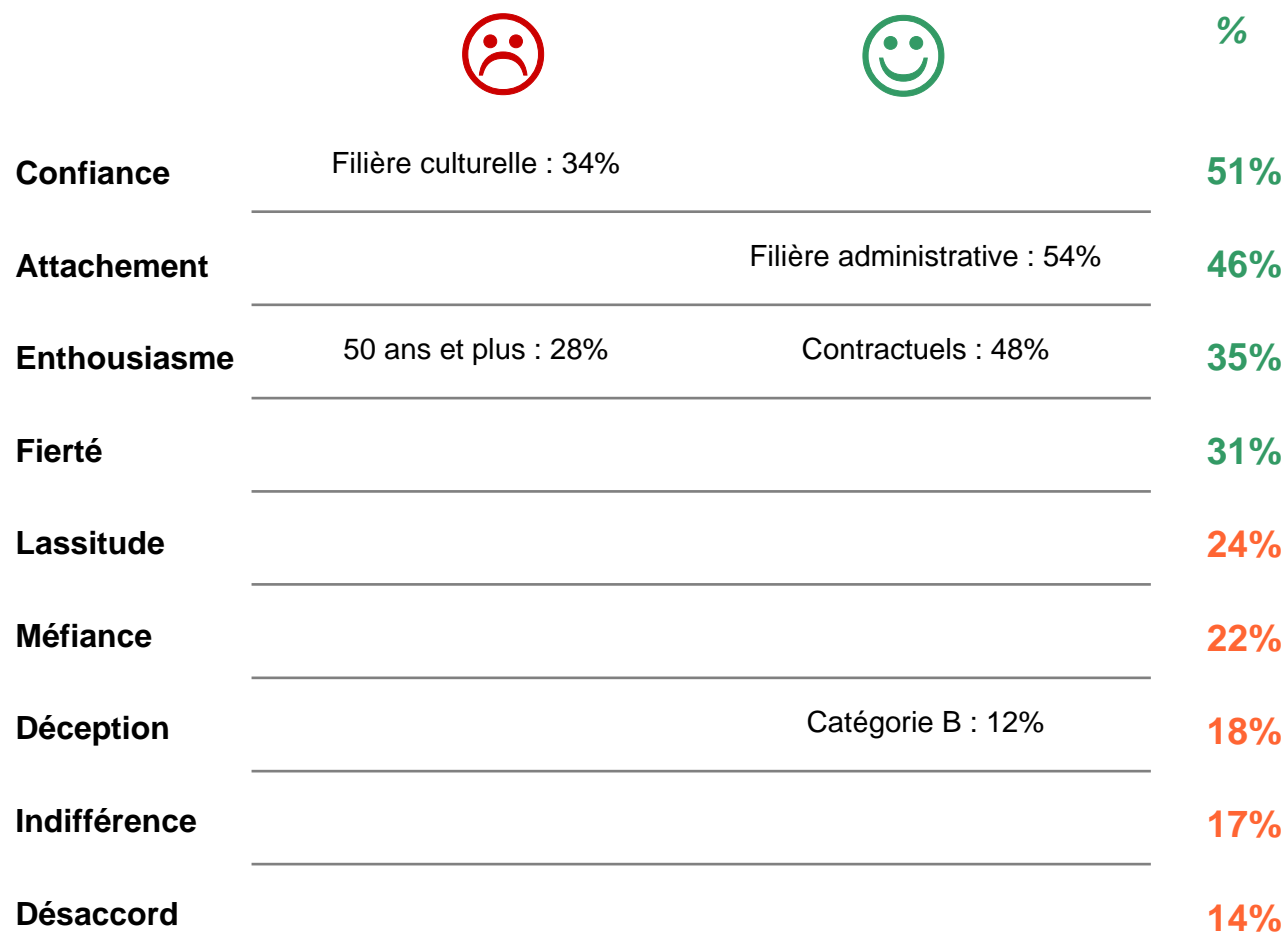 %
Confiance Filière culturelle : 34% 51%
Attachement Filière administrative : 54% 46%
Enthousiasme 50 ans et plus : 28% Contractuels : 48% 35%
Fierté 31%
Lassitude 24%
Méfiance 22%
Déception Catégorie B : 12% 18%
Indifférence 17%
Désaccord 14%